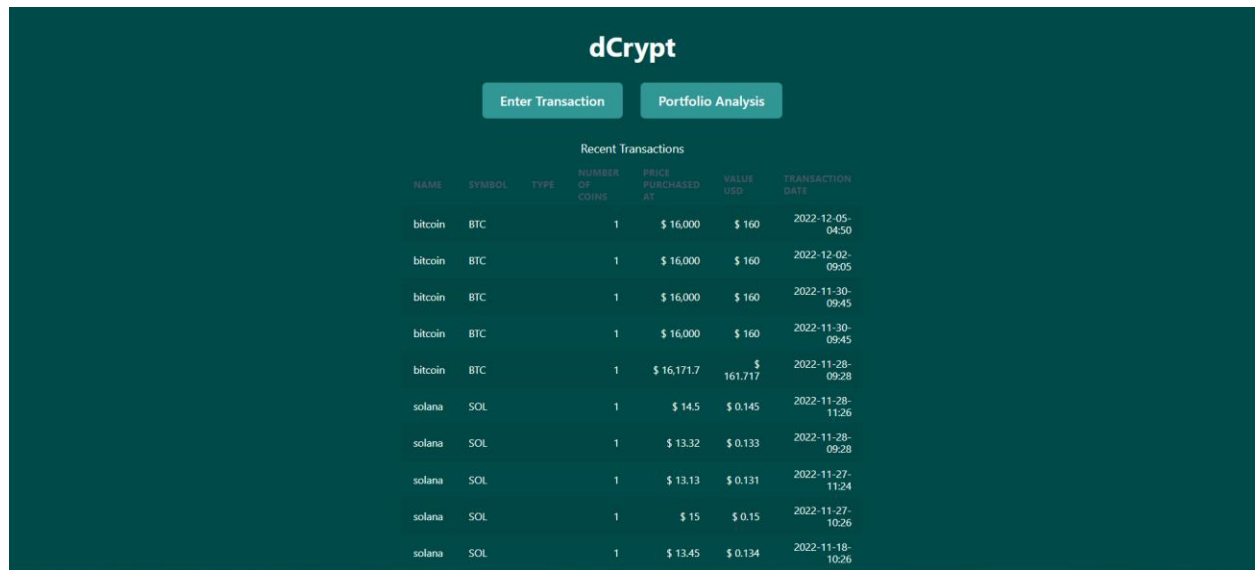 dCrypt
Enter Transaction Portfolio Analysis
Recent Transactions
NAME SYMBOL TYPE NUMBER OF COINS PRICE PURCHASED AT VALUE USD TRANSACTION DATE
bitcoin BTC 1 $ 16,000 $ 160 2022-12-05-04:50
bitcoin BTC 1 $ 16,000 $ 160 2022-12-02-09:05
bitcoin BTC 1 $ 16,000 $ 160 2022-11-30-09:45
bitcoin BTC 1 $ 16,000 $ 160 2022-11-30-09:45
bitcoin BTC 1 $ 16,171.7 $ 161.717 2022-11-28-09:28
solana SOL 1 $ 14.5 $ 0.145 2022-11-28-11:26
solana SOL 1 $ 13.32 $ 0.133 2022-11-28-09:28
solana SOL 1 $ 13.13 $ 0.131 2022-11-27-11:24
solana SOL 1 $ 15 $ 0.15 2022-11-27-10:26
solana SOL 1 $ 13.45 $ 0.134 2022-11-18-10:26